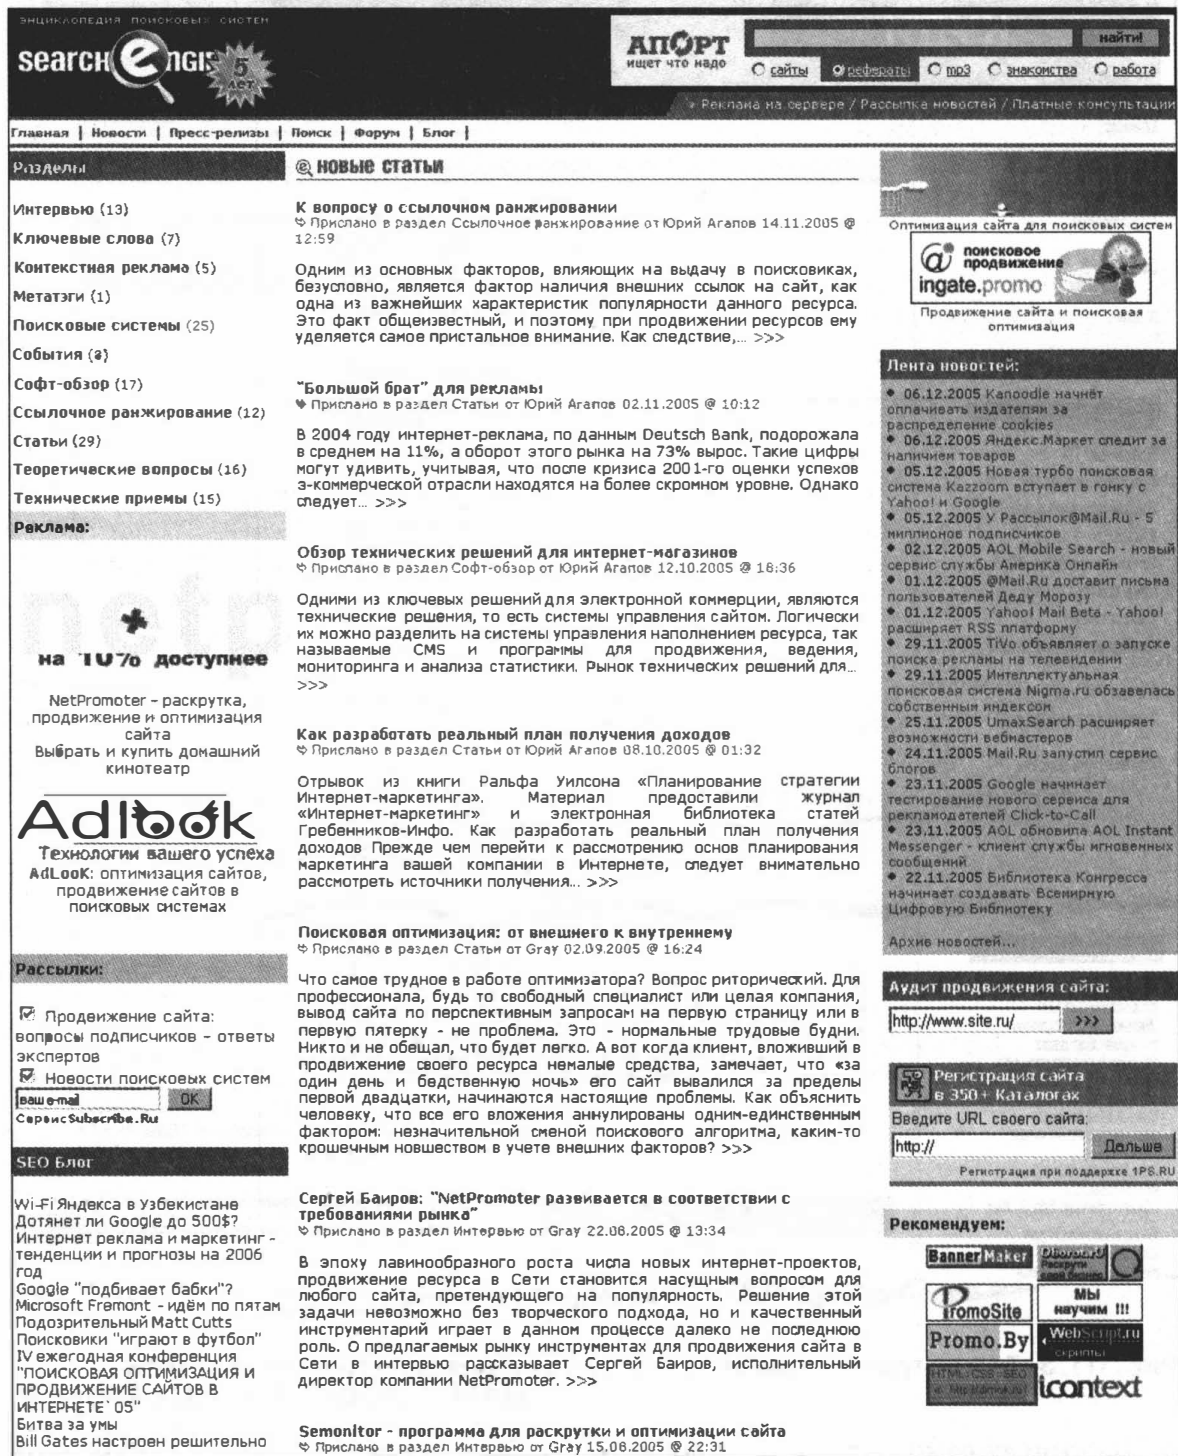 ЭНЦИКЛОПЕДИЯ ПОИСКОВЫХ СИСТЕМ
search engi
5 лет
АПОРТ
ищет что надо
найти!
сайты рефераты mp3 знакомства работа
Реклама на сервере / Рассылка новостей / Платные консультации
Главная | Новости | Пресс-релизы | Поиск | Форум | Блог |
Разделы
Интервью (13)
Ключевые слова (7)
Контекстная реклама (5)
Метатэги (1)
Поисковые системы (25)
События
Софт-обзор (17)
Ссылочное ранжирование (12)
Статьи (29)
Теоретические вопросы (16)
Технические приемы (15)
Реклама:
netp
на 10% доступнее
NetPromoter – раскрутка,
продвижение и оптимизация
сайта
Выбрать и купить домашний
кинотеатр
Adlook
Технологии вашего успеха
AdLooK: оптимизация сайтов,
продвижение сайтов в
поисковых системах
Рассылки:
Продвижение сайта:
вопросы подписчиков – ответы
экспертов
Новости поисковых систем
ваш e-mail OK
Сервис Subscribe.Ru
SEO Блог
Wi-Fi Яндекса в Узбекистане
Дотянет ли Google до 500$?
Интернет реклама и маркетинг -
тенденции и прогнозы на 2006
год
Google "подбивает бабки"?
Microsoft Fremont - идём по пятам
Подозрительный Matt Cutts
Поисковики "играют в футбол"
IV ежегодная конференция
"ПОИСКОВАЯ ОПТИМИЗАЦИЯ И
ПРОДВИЖЕНИЕ САЙТОВ В
ИНТЕРНЕТЕ`05"
Битва за умы
Bill Gates настроен решительно
НОВЫЕ СТАТЬИ
К вопросу о ссылочном ранжировании
Прислано в раздел Ссылочное ранжирование от Юрий Агапов 14.11.2005 @
12:59
Одним из основных факторов, влияющих на выдачу в поисковиках,
безусловно, является фактор наличия внешних ссылок на сайт, как
одна из важнейших характеристик популярности данного ресурса.
Это факт общеизвестный, и поэтому при продвижении ресурсов ему
уделяется самое пристальное внимание. Как следствие,... >>>
"Большой брат" для рекламы
Прислано в раздел Статьи от Юрий Агапов 02.11.2005 @ 10:12
В 2004 году интернет-реклама, по данным Deutsch Bank, подорожала
в среднем на 11%, а оборот этого рынка на 73% вырос. Такие цифры
могут удивить, учитывая, что после кризиса 2001-го оценки успехов
э-коммерческой отрасли находятся на более скромном уровне. Однако
следует... >>>
Обзор технических решений для интернет-магазинов
Прислано в раздел Софт-обзор от Юрий Агапов 12.10.2005 @ 18:36
Одними из ключевых решений для электронной коммерции, являются
технические решения, то есть системы управления сайтом. Логически
их можно разделить на системы управления наполнением ресурса, так
называемые CMS и программы для продвижения, ведения,
мониторинга и анализа статистики. Рынок технических решений для...
>>>
Как разработать реальный план получения доходов
Прислано в раздел Статьи от Юрий Агапов 08.10.2005 @ 01:32
Отрывок из книги Ральфа Уилсона «Планирование стратегии
Интернет-маркетинга». Материал предоставили журнал
«Интернет-маркетинг» и электронная библиотека статей
Гребенников-Инфо. Как разработать реальный план получения
доходов Прежде чем перейти к рассмотрению основ планирования
маркетинга вашей компании в Интернете, следует внимательно
рассмотреть источники получения... >>>
Поисковая оптимизация: от внешнего к внутреннему
Прислано в раздел Статьи от Gray 02.09.2005 @ 16:24
Что самое трудное в работе оптимизатора? Вопрос риторический. Для
профессионала, будь то свободный специалист или целая компания,
вывод сайта по перспективным запросам на первую страницу или в
первую пятерку - не проблема. Это - нормальные трудовые будни.
Никто и не обещал, что будет легко. А вот когда клиент, вложивший в
продвижение своего ресурса немалые средства, замечает, что «за
один день и бедственную ночь» его сайт вывалился за пределы
первой двадцатки, начинаются настоящие проблемы. Как объяснить
человеку, что все его вложения аннулированы одним-единственным
фактором: незначительной сменой поискового алгоритма, каким-то
крошечным новшеством в учете внешних факторов? >>>
Сергей Баиров: "NetPromoter развивается в соответствии с
требованиями рынка"
Прислано в раздел Интервью от Gray 22.06.2005 @ 13:34
В эпоху лавинообразного роста числа новых интернет-проектов,
продвижение ресурса в Сети становится насущным вопросом для
любого сайта, претендующего на популярность. Решение этой
задачи невозможно без творческого подхода, но и качественный
инструментарий играет в данном процессе далеко не последнюю
роль. О предлагаемых рынку инструментах для продвижения сайта в
Сети в интервью рассказывает Сергей Баиров, исполнительный
директор компании NetPromoter. >>>
Semonitor - программа для раскрутки и оптимизации сайта
Прислано в раздел Интервью от Gray 15.06.2005 @ 22:31
Оптимизация сайта для поисковых систем
поисковое
продвижение
ingate.promo
Продвижение сайта и поисковая
оптимизация
Лента новостей:
06.12.2005 Kanoodle начнёт
оплачивать издателям за
распределение cookies
06.12.2005 Яндекс.Маркет следит за
наличием товаров
05.12.2005 Новая турбо поисковая
система Kazzoom вступает в гонку с
Yahoo! и Google
05.12.2005 У Рассылок@Mail.Ru - 5
миллионов подписчиков
02.12.2005 AOL Mobile Search - новый
сервис службы Америка Онлайн
01.12.2005 @Mail.Ru доставит письма
пользователей Деду Морозу
01.12.2005 Yahoo! Mail Beta - Yahoo!
расширяет RSS платформу
29.11.2005 TiVo объявляет о запуске
поиска рекламы на телевидении
29.11.2005 Интеллектуальная
поисковая система Nigma.ru обзавелась
собственным индексом
25.11.2005 UmaxSearch расширяет
возможности вебмастеров
24.11.2005 Mail.Ru запустил сервис
блогов
23.11.2005 Google начинает
тестирование нового сервиса для
рекламодателей Click-to-Call
23.11.2005 AOL обновила AOL Instant
Messenger - клиент службы мгновенных
сообщений
22.11.2005 Библиотека Конгресса
начинает создавать Всемирную
Цифровую Библиотеку
Архив новостей...
Аудит продвижения сайта:
http://www.site.ru/ >>>
Регистрация сайта
в 350+ Каталогах
Введите URL своего сайта:
http:// Дальше
Регистрация при поддержке 1PS.RU
Рекомендуем:
BannerMaker
Раскрути
свой бизнес
PromoSite
Мы
научим !!!
Promo.By
WebScript.ru
скрипты
HTML CSS SEO
icontext